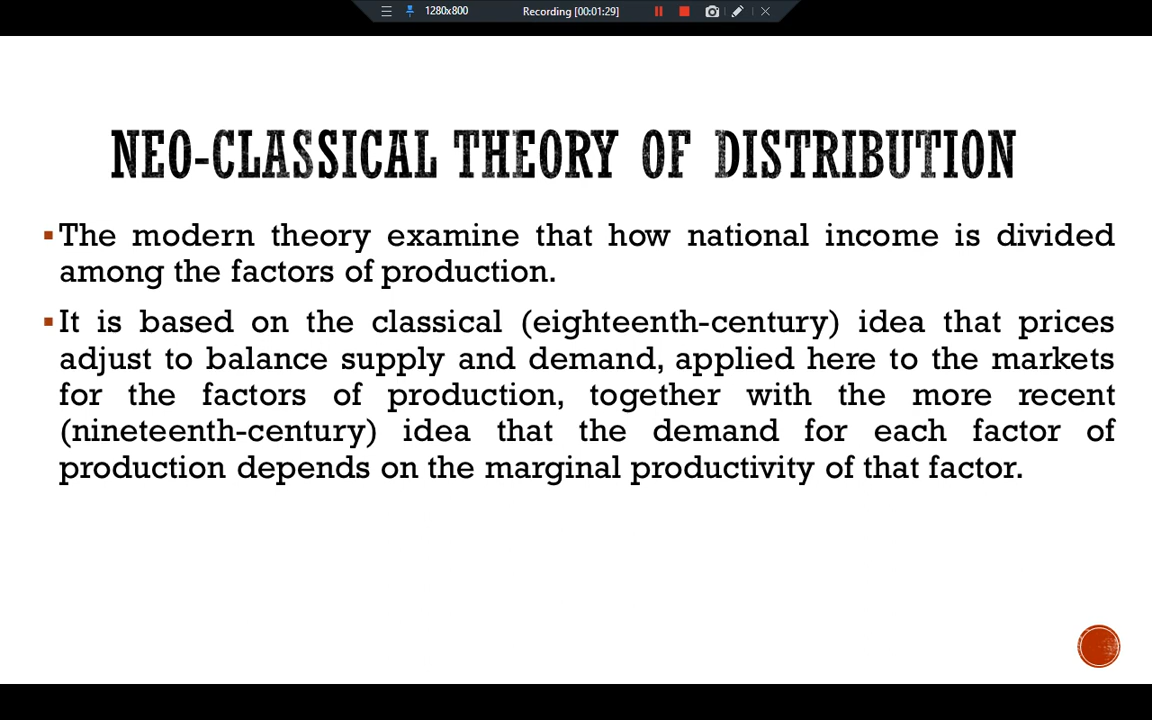 1280x800
Recording [00:01:29]
NEO-CLASSICAL THEORY OF DISTRIBUTION
The modern theory examine that how national income is divided
among the factors of production.
It is based on the classical (eighteenth-century) idea that prices
adjust to balance supply and demand, applied here to the markets
for the factors of production, together with the more recent
(nineteenth-century) idea that the demand for each factor of
production depends on the marginal productivity of that factor.